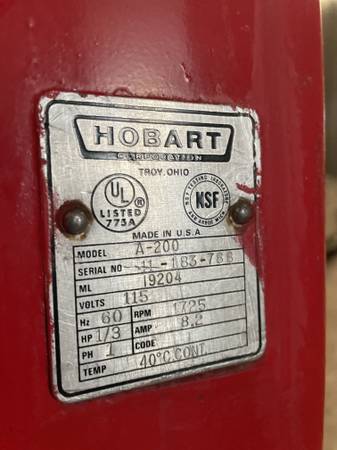 HOBART
CORPORATION
TROY, OHIO
UL
LISTED
775A
NSF
MADE IN U.S.A
MODEL A-200
SERIAL NO
ML 19204
VOLTS 115
Hz 60 RPM 1725
HP 1/3 AMP 8.2
PH 1 CODE
TEMP 40°C.CONT.